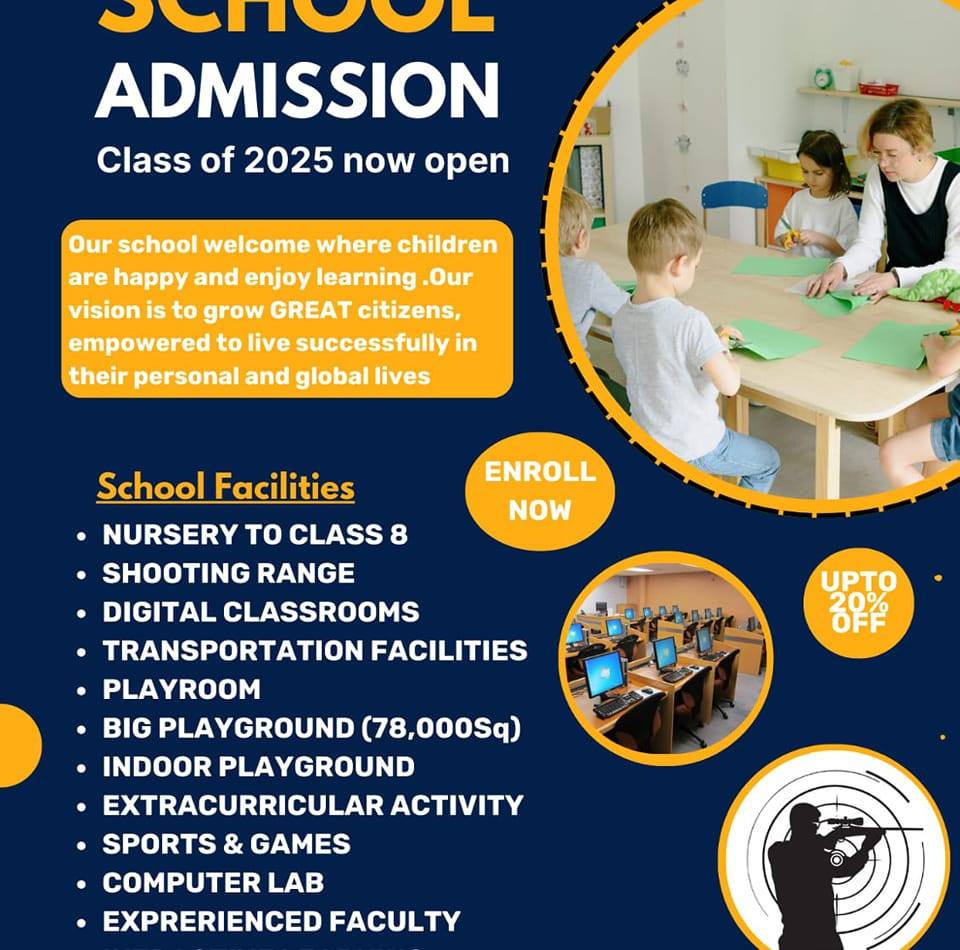 SCHOOL
ADMISSION
Class of 2025 now open
Our school welcome where children
are happy and enjoy learning .Our
vision is to grow GREAT citizens,
empowered to live successfully in
their personal and global lives
School Facilities
ENROLL
NOW
• NURSERY TO CLASS 8
• SHOOTING RANGE
• DIGITAL CLASSROOMS
• TRANSPORTATION FACILITIES
• PLAYROOM
• BIG PLAYGROUND (78,000Sq)
• INDOOR PLAYGROUND
• EXTRACURRICULAR ACTIVITY
• SPORTS & GAMES
• COMPUTER LAB
• EXPRERIENCED FACULTY
UPTO
20%
OFF